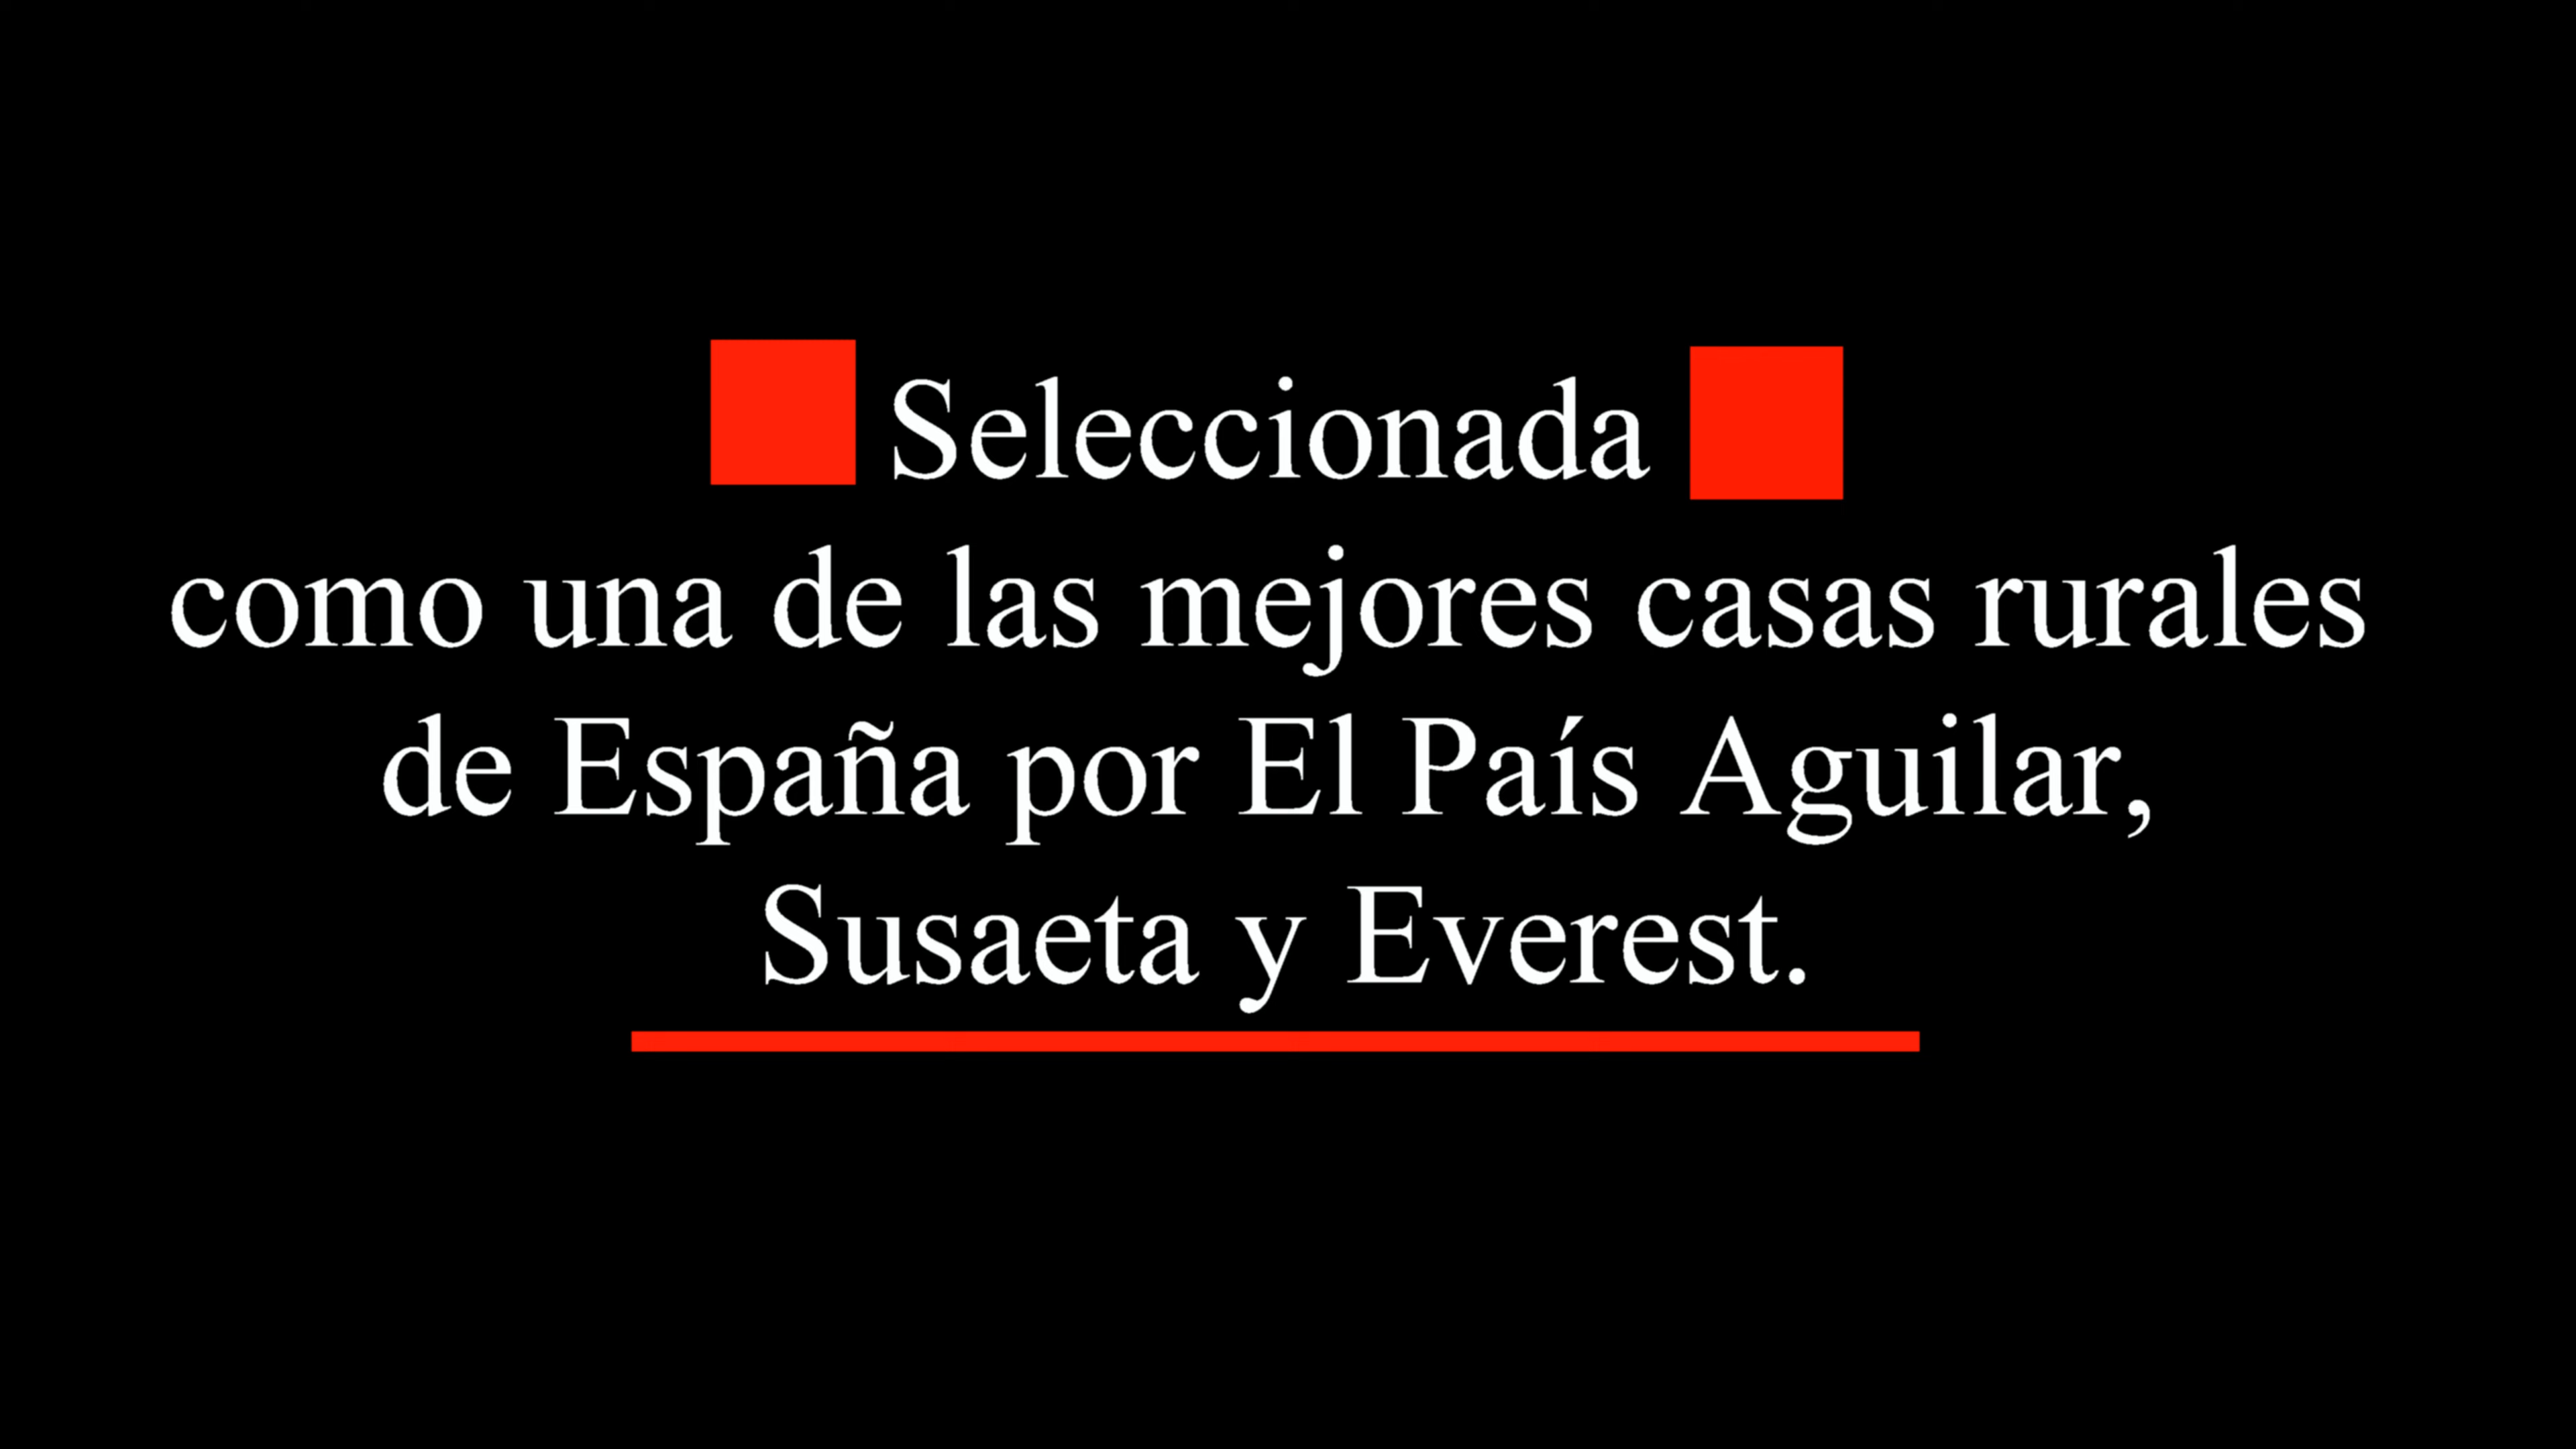 Seleccionada
como una de las mejores casas rurales
de España por El País Aguilar,
Susaeta y Everest.